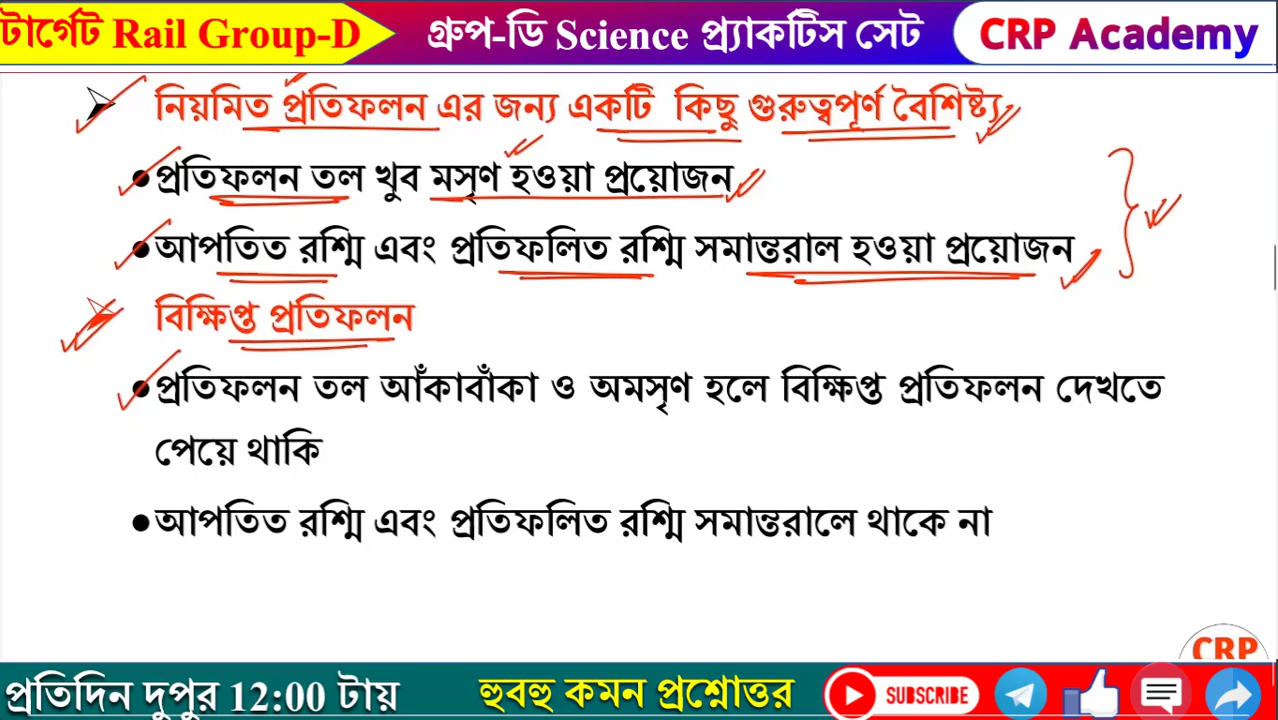 টার্গেট Rail Group-D
গ্রুপ-ডি Science প্র্যাকটিস সেট
CRP Academy
নিয়মিত প্রতিফলন এর জন্য একটি কিছু গুরুত্বপূর্ণ বৈশিষ্ট্য
প্রতিফলন তল খুব মসৃণ হওয়া প্রয়োজন
আপতিত রশ্মি এবং প্রতিফলিত রশ্মি সমান্তরাল হওয়া প্রয়োজন
বিক্ষিপ্ত প্রতিফলন
প্রতিফলন তল আঁকাবাঁকা ও অমসৃণ হলে বিক্ষিপ্ত প্রতিফলন দেখতে
পেয়ে থাকি
আপতিত রশ্মি এবং প্রতিফলিত রশ্মি সমান্তরালে থাকে না
CRP
প্রতিদিন দুপুর 12:00 টায়
হুবহু কমন প্রশ্নোত্তর
SUBSCRIBE